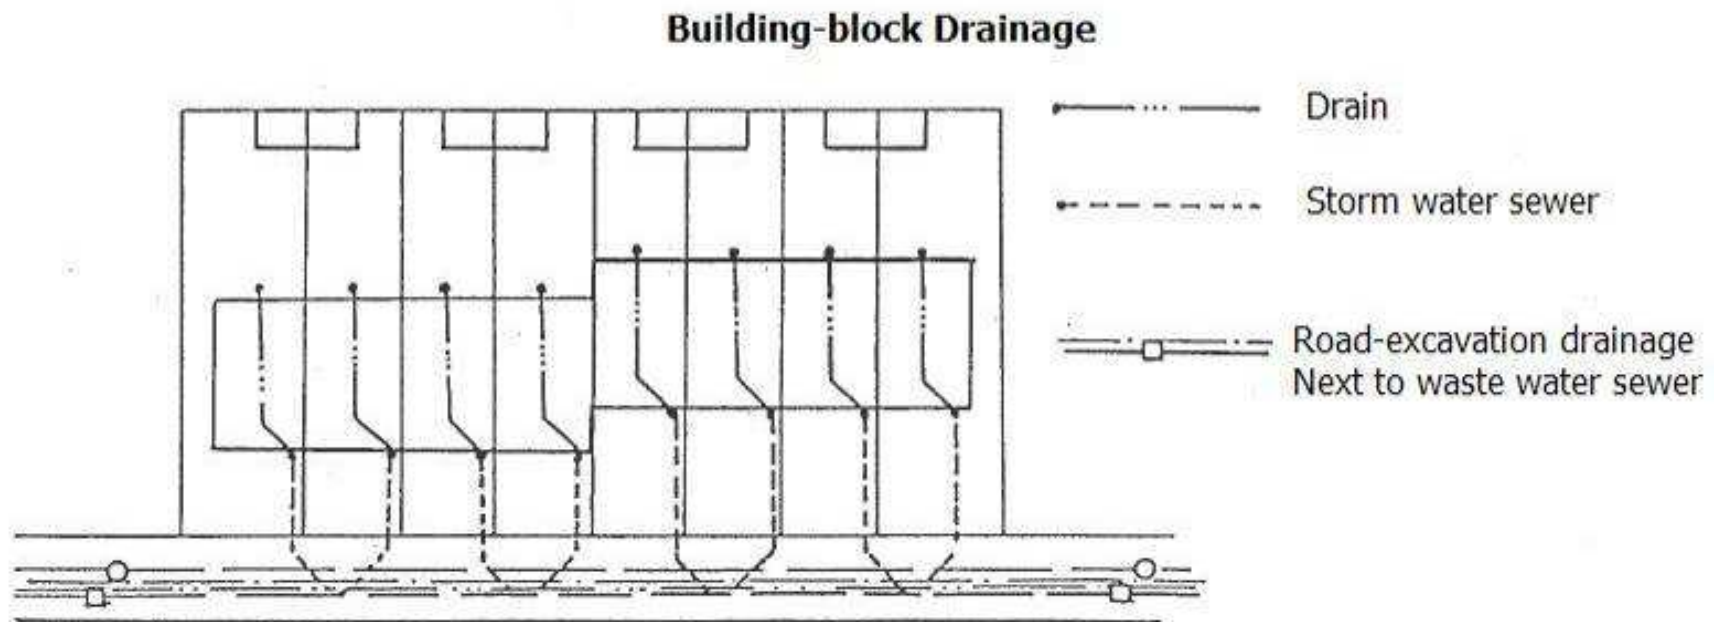 Building-block Drainage
Drain
Storm water sewer
Road-excavation drainage
Next to waste water sewer